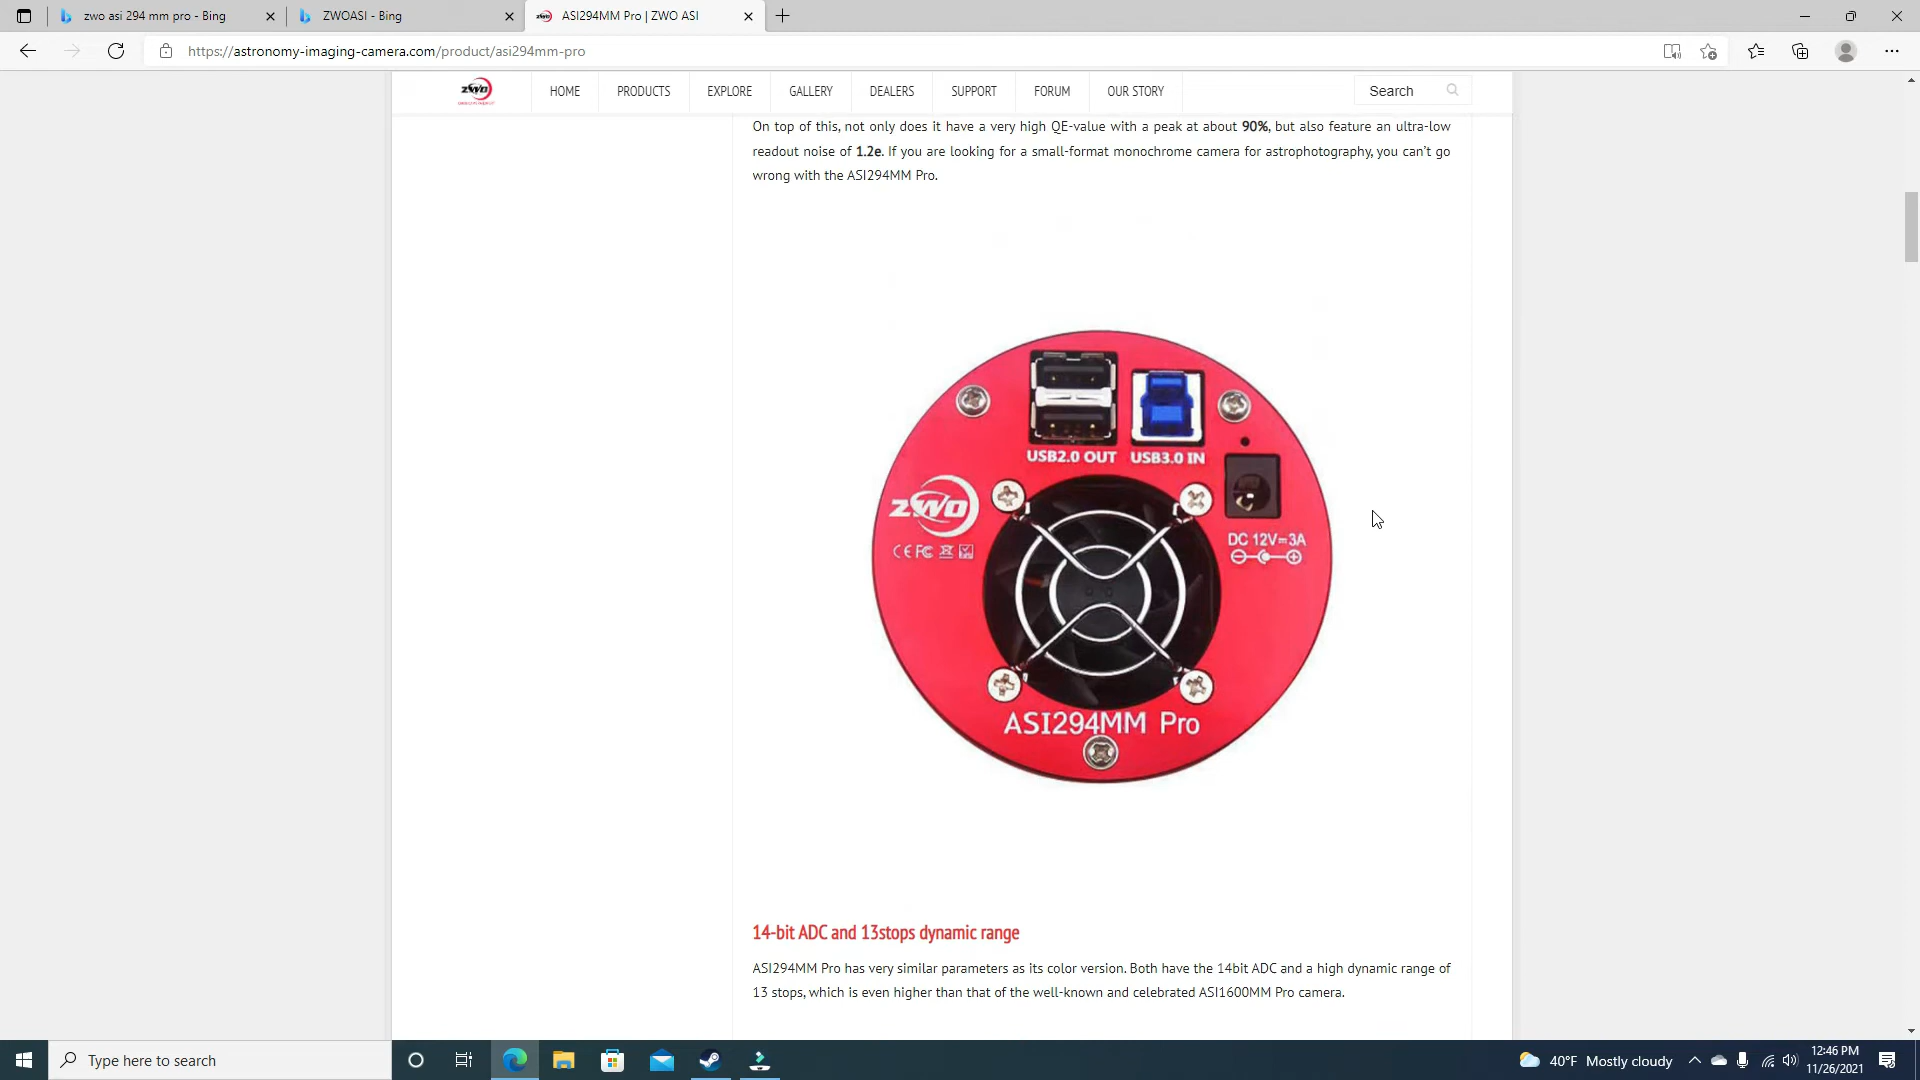 zwo asi 294 mm pro - Bing
ZWOASI - Bing
ASI294MM Pro | ZWO ASI
https://astronomy-imaging-camera.com/product/asi294mm-pro
ZWO
HOME
PRODUCTS
EXPLORE
GALLERY
DEALERS
SUPPORT
FORUM
OUR STORY
Search
On top of this, not only does it have a very high QE-value with a peak at about 90%, but also feature an ultra-low
readout noise of 1.2e. If you are looking for a small-format monochrome camera for astrophotography, you can't go
wrong with the ASI294MM Pro.
USB2.0 OUT USB3.0 IN
ZWO
CE FC
DC 12V=3A
ASI294MM Pro
14-bit ADC and 13stops dynamic range
ASI294MM Pro has very similar parameters as its color version. Both have the 14bit ADC and a high dynamic range of
13 stops, which is even higher than that of the well-known and celebrated ASI1600MM Pro camera.
Type here to search
40°F Mostly cloudy
12:46 PM
11/26/2021